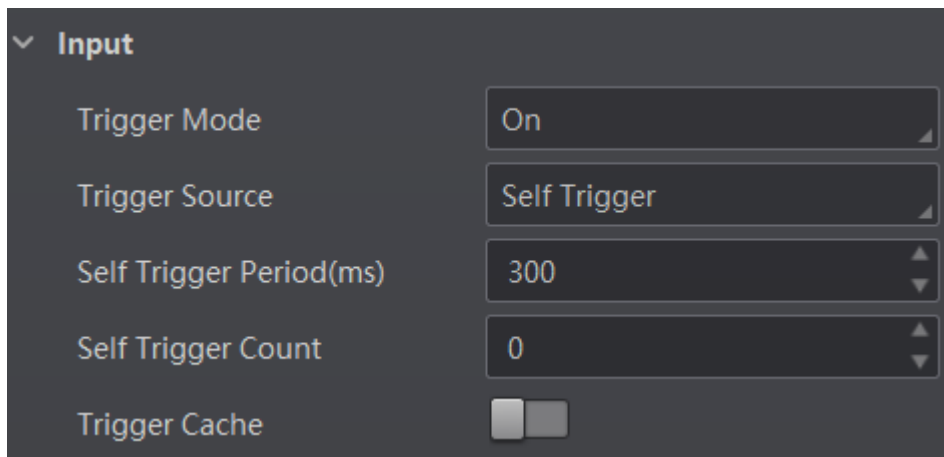 Input
Trigger Mode On
Trigger Source Self Trigger
Self Trigger Period(ms) 300
Self Trigger Count 0
Trigger Cache